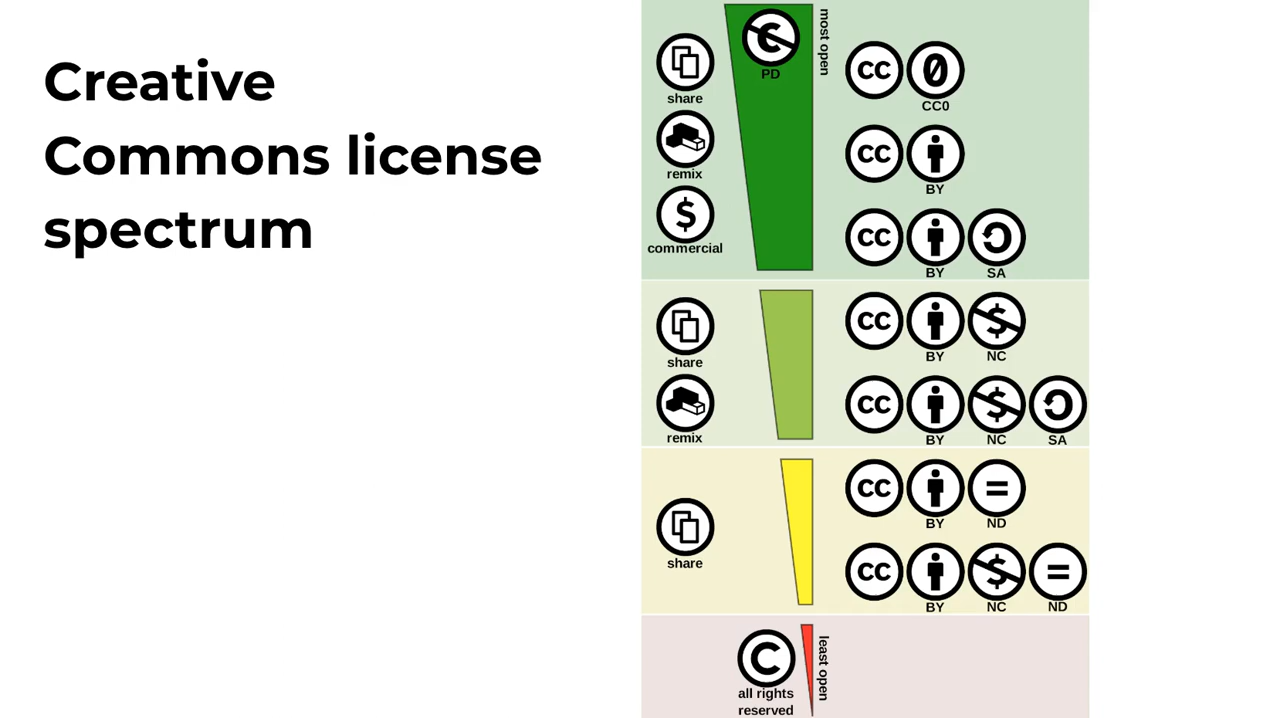 Creative
Commons license
spectrum
most open
PD
share
CC0
remix
BY
commercial
BY SA
share
BY NC
remix
BY NC SA
BY ND
share
BY NC ND
least open
all rights
reserved